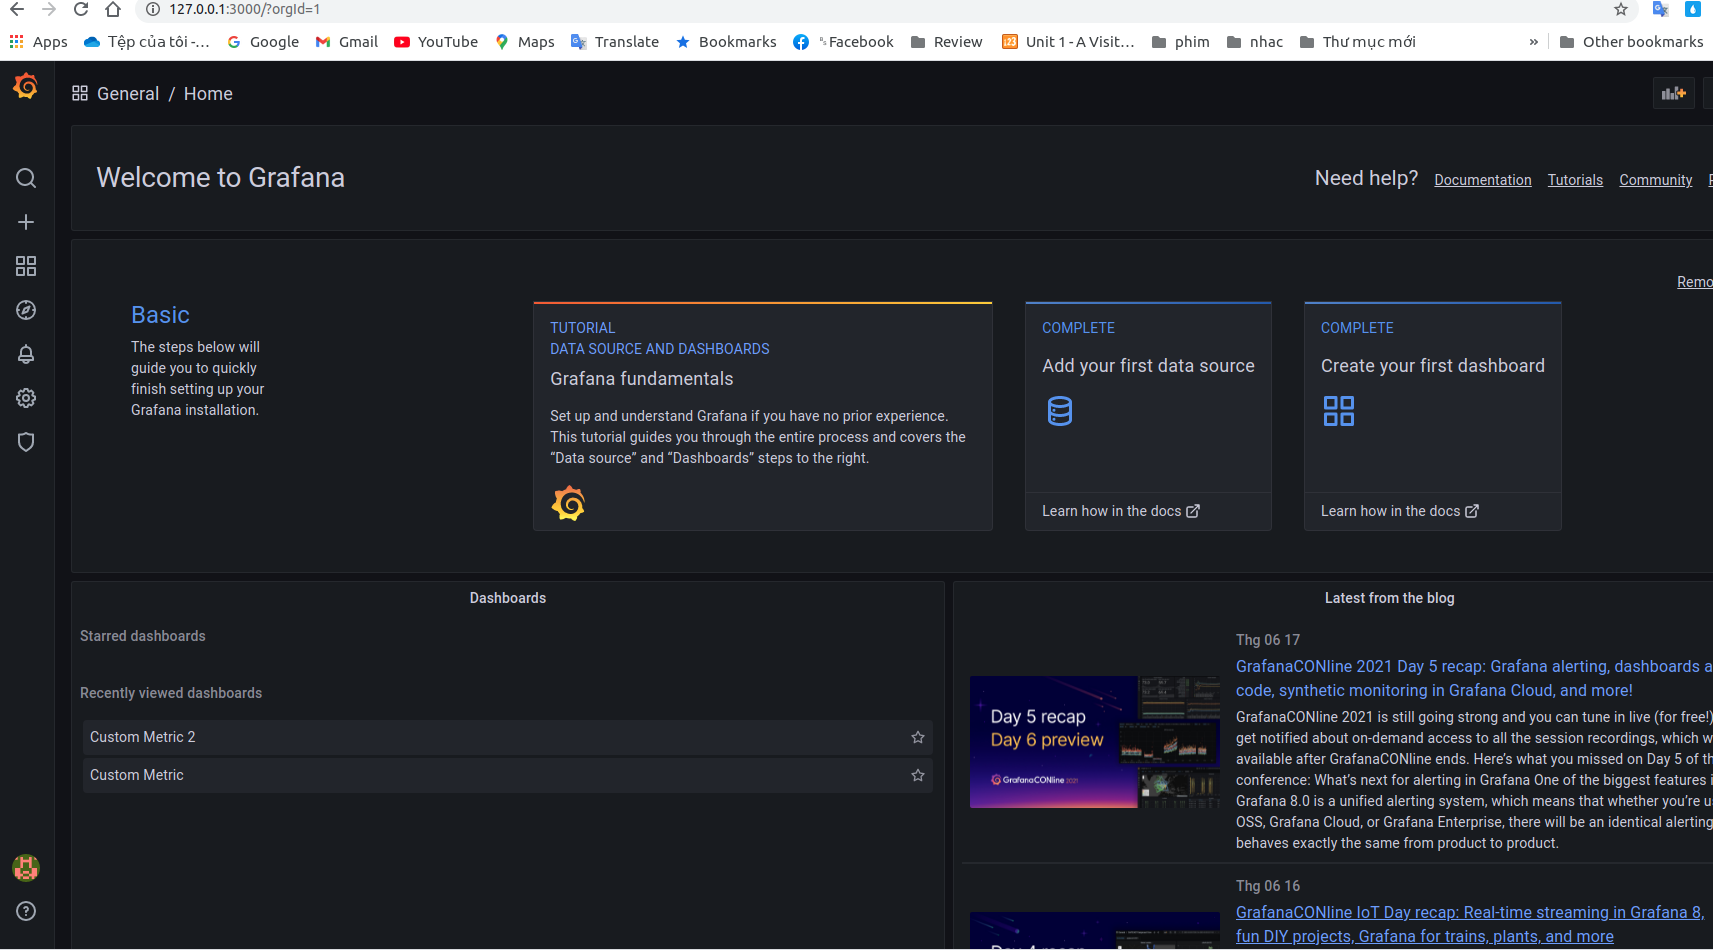 127.0.0.1:3000/?orgId=1
Apps Tệp của tôi -... Google Gmail YouTube Maps Translate Bookmarks Facebook Review Unit 1 - A Visit... phim nhac Thư mục mới » Other bookmarks
General / Home
Welcome to Grafana
Need help? Documentation Tutorials Community
Remo
Basic
The steps below will
guide you to quickly
finish setting up your
Grafana installation.
TUTORIAL
DATA SOURCE AND DASHBOARDS
Grafana fundamentals
Set up and understand Grafana if you have no prior experience.
This tutorial guides you through the entire process and covers the
“Data source” and “Dashboards” steps to the right.
COMPLETE
Add your first data source
Learn how in the docs
COMPLETE
Create your first dashboard
Learn how in the docs
Dashboards
Starred dashboards
Recently viewed dashboards
Custom Metric 2
Custom Metric
Latest from the blog
Day 5 recap
Day 6 preview
GrafanaCONline 2021
Thg 06 17
GrafanaCONline 2021 Day 5 recap: Grafana alerting, dashboards a
code, synthetic monitoring in Grafana Cloud, and more!
GrafanaCONline 2021 is still going strong and you can tune in live (for free!)
get notified about on-demand access to all the session recordings, which w
available after GrafanaCONline ends. Here’s what you missed on Day 5 of th
conference: What’s next for alerting in Grafana One of the biggest features i
Grafana 8.0 is a unified alerting system, which means that whether you’re u
OSS, Grafana Cloud, or Grafana Enterprise, there will be an identical alerting
behaves exactly the same from product to product.
Thg 06 16
GrafanaCONline IoT Day recap: Real-time streaming in Grafana 8,
fun DIY projects, Grafana for trains, plants, and more